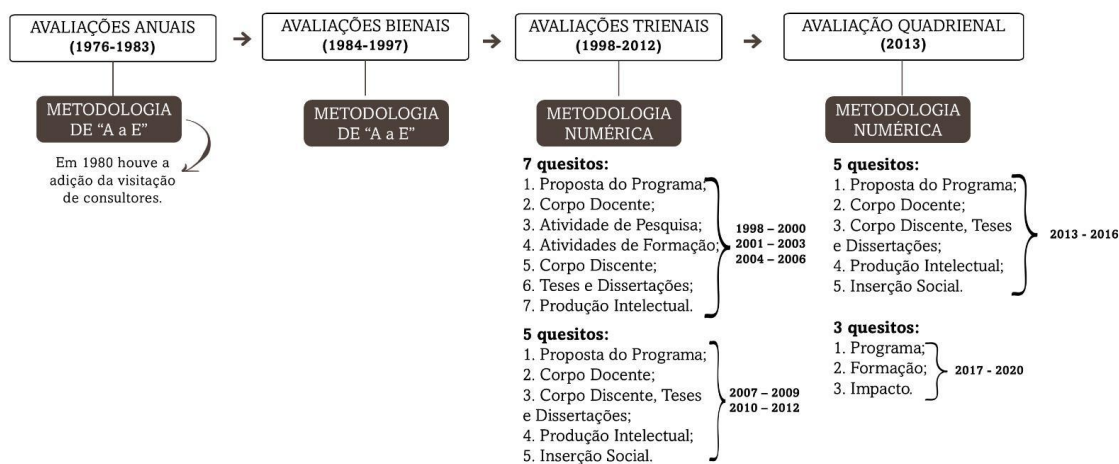 AVALIAÇÕES ANUAIS
(1976-1983)
METODOLOGIA
DE “A a E”
Em 1980 houve a
adição da visitação
de consultores.
AVALIAÇÕES BIENAIS
(1984-1997)
METODOLOGIA
DE “A a E”
AVALIAÇÕES TRIENAIS
(1998-2012)
METODOLOGIA
NUMÉRICA
7 quesitos:
1. Proposta do Programa;
2. Corpo Docente;
3. Atividade de Pesquisa;
4. Atividades de Formação;
5. Corpo Discente;
6. Teses e Dissertações;
7. Produção Intelectual.
1998 – 2000
2001 – 2003
2004 – 2006
5 quesitos:
1. Proposta do Programa;
2. Corpo Docente;
3. Corpo Discente, Teses
e Dissertações;
4. Produção Intelectual;
5. Inserção Social.
2007 – 2009
2010 – 2012
AVALIAÇÃO QUADRIENAL
(2013)
METODOLOGIA
NUMÉRICA
5 quesitos:
1. Proposta do Programa;
2. Corpo Docente;
3. Corpo Discente, Teses
e Dissertações;
4. Produção Intelectual;
5. Inserção Social.
2013 - 2016
3 quesitos:
1. Programa;
2. Formação;
3. Impacto.
2017 - 2020